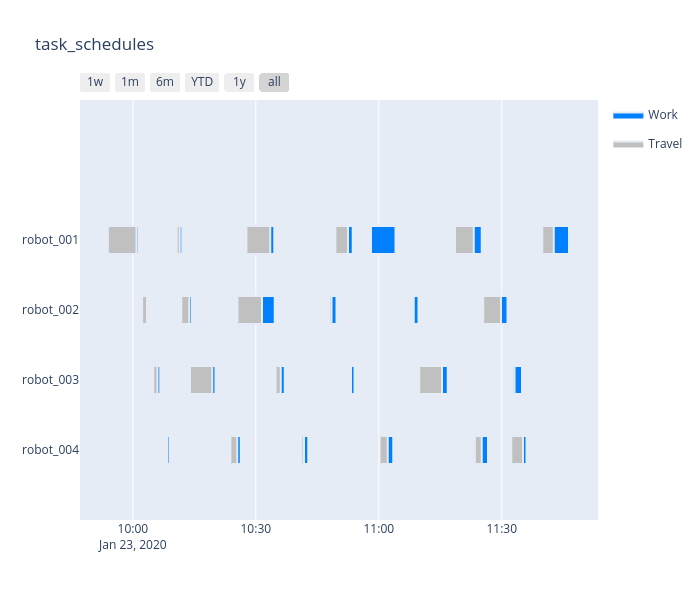 task_schedules
1w 1m 6m YTD 1y all
Work
Travel
robot_001
robot_002
robot_003
robot_004
10:00 10:30 11:00 11:30
Jan 23, 2020